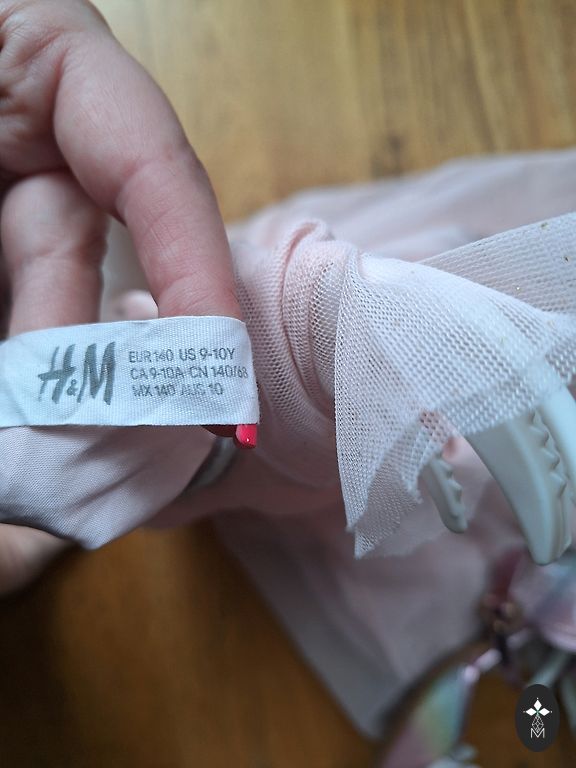 H&M
EUR 140 US 9-10Y
CA 9-10A CN 140/68
MX 140 AUS 10
M